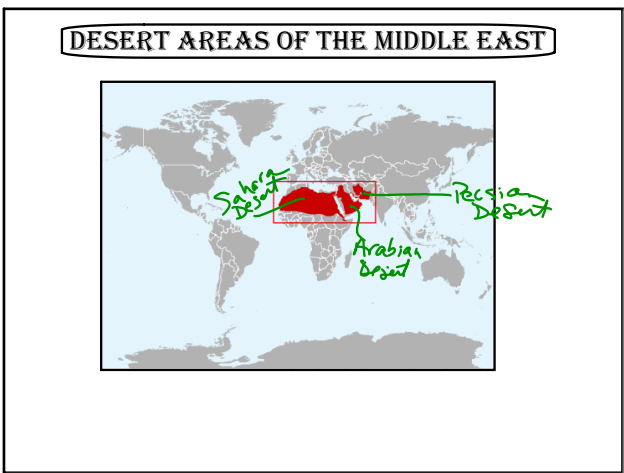 DESERT AREAS OF THE MIDDLE EAST
Sahara
Desert
Persian
Desert
Arabian
Desert